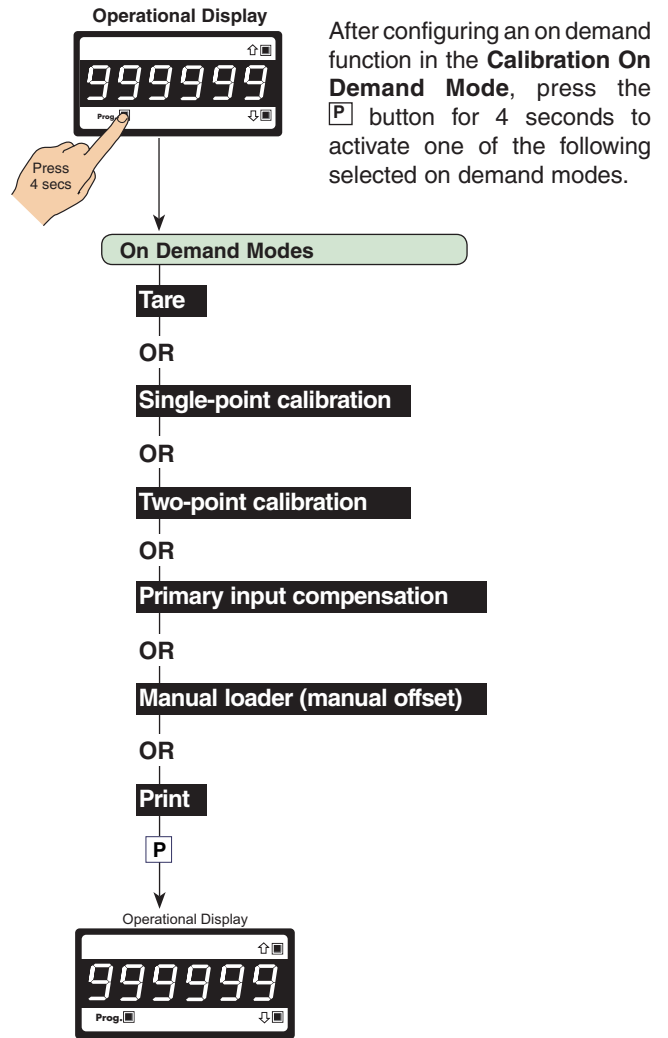 Operational Display
999999
Prog.
Press
4 secs
After configuring an on demand
function in the Calibration On
Demand Mode, press the
P button for 4 seconds to
activate one of the following
selected on demand modes.
On Demand Modes
Tare
OR
Single-point calibration
OR
Two-point calibration
OR
Primary input compensation
OR
Manual loader (manual offset)
OR
Print
P
Operational Display
999999
Prog.